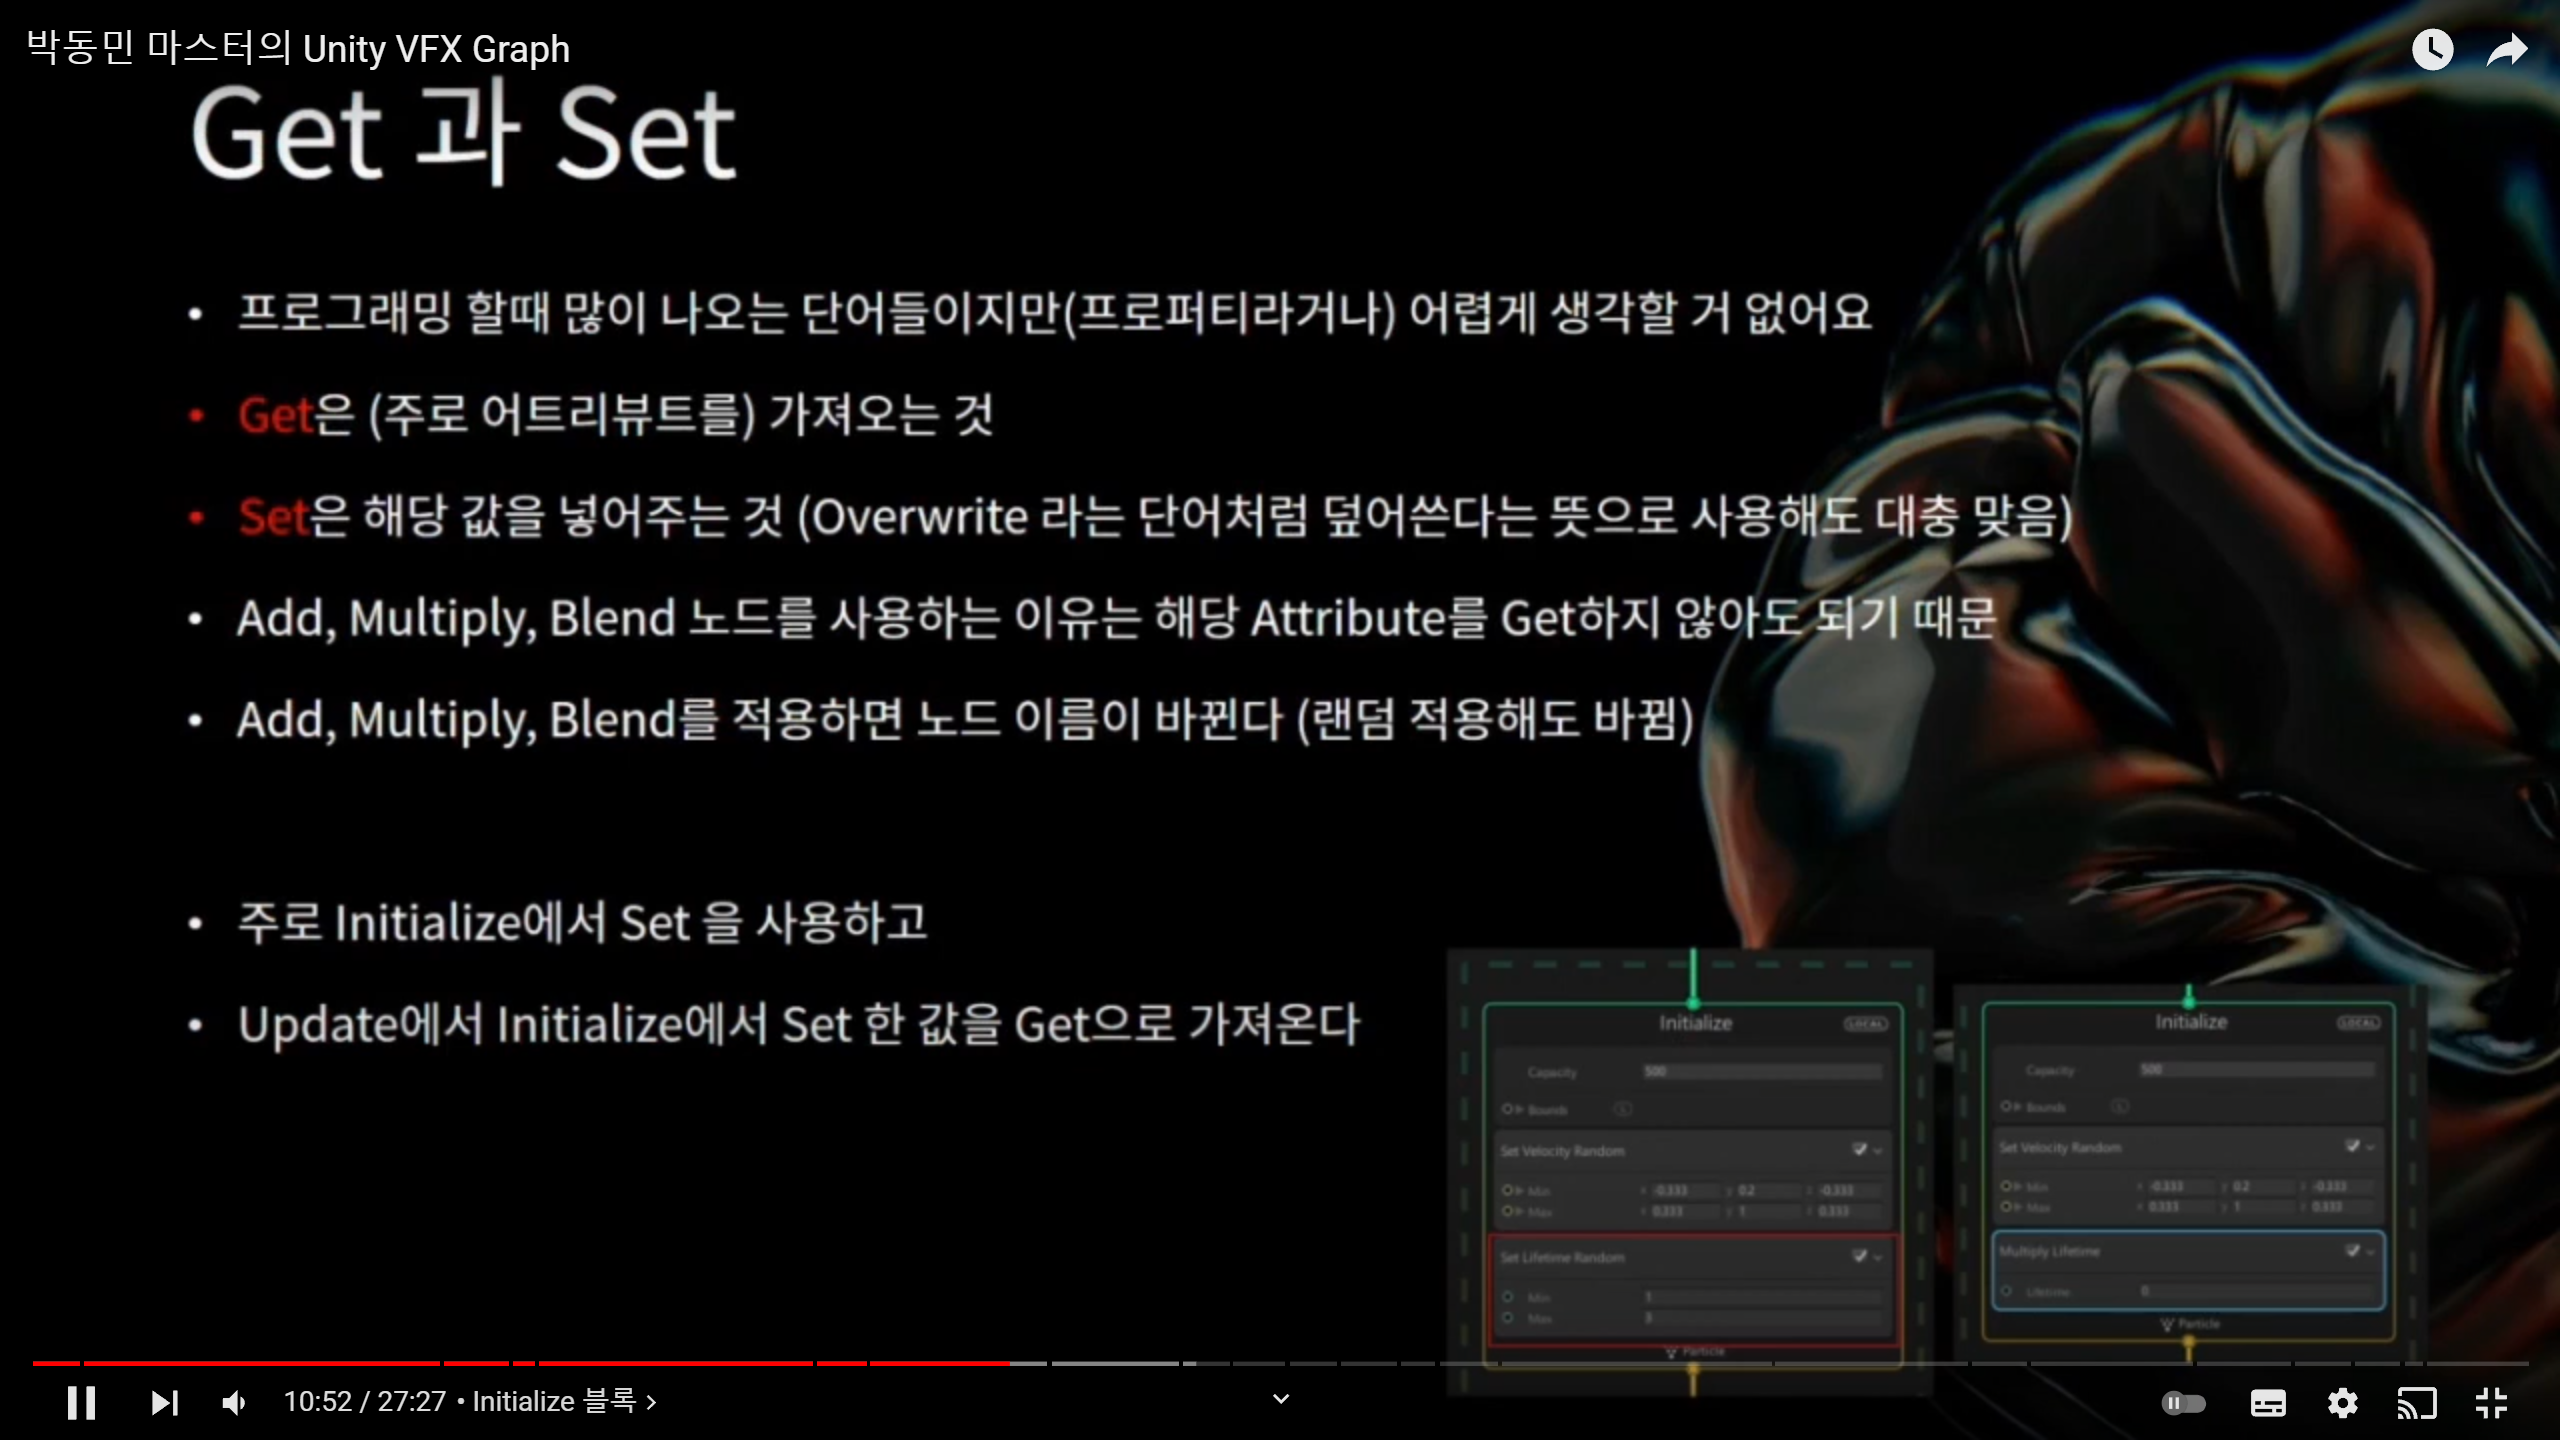 박동민 마스터의 Unity VFX Graph
Get 과 Set
• 프로그래밍 할때 많이 나오는 단어들이지만(프로퍼티라거나) 어렵게 생각할 거 없어요
• Get은 (주로 어트리뷰트를) 가져오는 것
• Set은 해당 값을 넣어주는 것 (Overwrite 라는 단어처럼 덮어쓴다는 뜻으로 사용해도 대충 맞음)
• Add, Multiply, Blend 노드를 사용하는 이유는 해당 Attribute를 Get하지 않아도 되기 때문
• Add, Multiply, Blend를 적용하면 노드 이름이 바뀐다 (랜덤 적용해도 바뀜)
• 주로 Initialize에서 Set 을 사용하고
• Update에서 Initialize에서 Set 한 값을 Get으로 가져온다
Initialize LOCAL
Capacity 500
Bounds L
Set Velocity Random
Min x -0.333 y 0.2 z -0.333
Max x 0.333 y 1 z 0.333
Set Lifetime Random
Min 1
Max 3
Particle
Initialize LOCAL
Capacity 500
Bounds L
Set Velocity Random
Min x -0.333 y 0.2 z -0.333
Max x 0.333 y 1 z 0.333
Multiply Lifetime
Lifetime 0
Particle
10:52 / 27:27 • Initialize 블록 ›